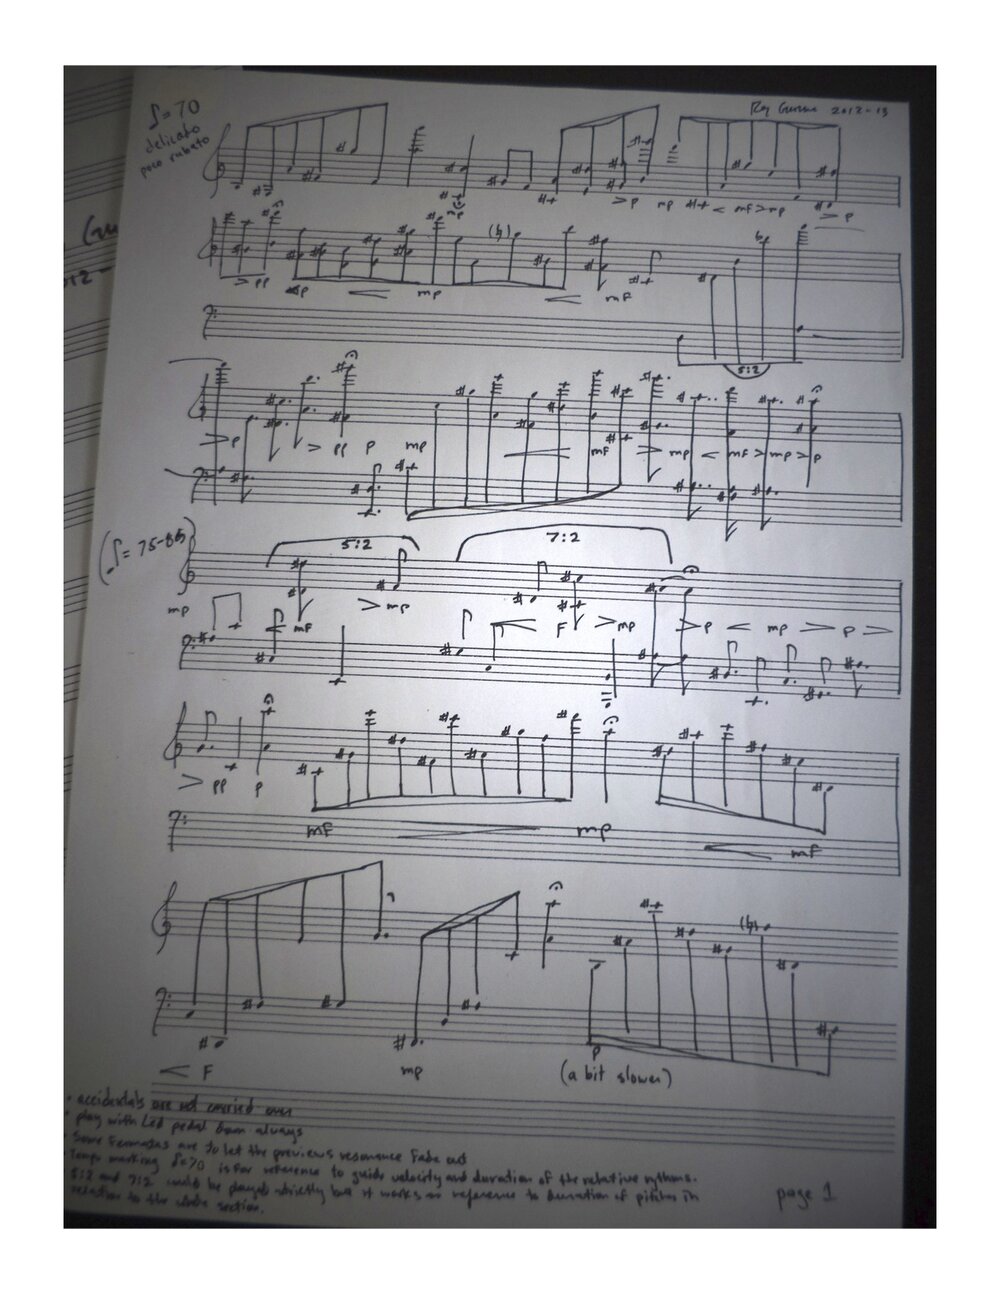 ♪=70
delicato
poco rubato
2012-13
>p mp < mf > mp > p
> pp p < mp < mf
5:2
> p > pp p mp < mf > mp < mf > mp > p
(♪=75-85)
5:2 7:2
mp < mf > mp < F > mp > p < mp > p >
> pp p
mf > mp < mf
< F mp p (a bit slower)
• accidentals are not carried over
• play with Led pedal down always
• Some Fermatas are to let the previous resonance Fade out
• Tempo marking ♪=70 is for reference to guide velocity and duration of the relative rythms.
5:2 and 7:2 could be played strictly but it works as reference to duration of pitches in
relation to the whole section.
page 1